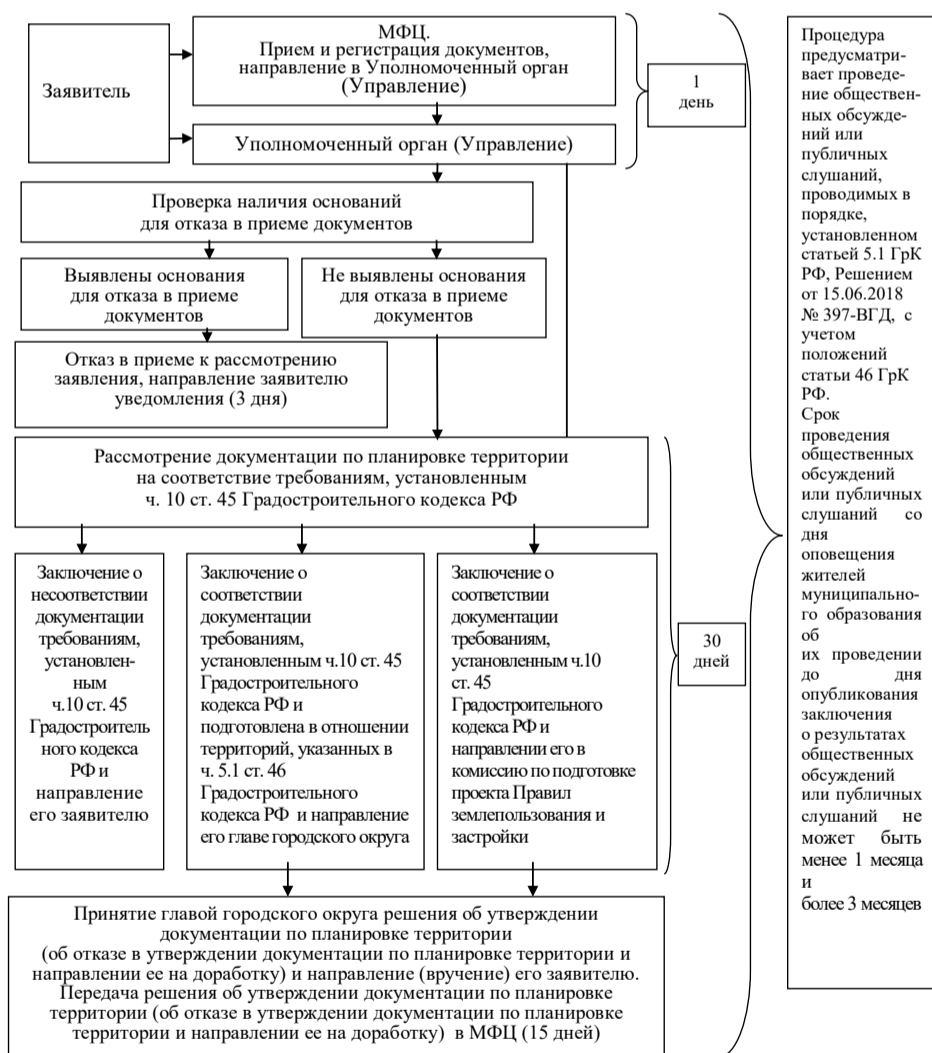 Заявитель
МФЦ.
Прием и регистрация документов,
направление в Уполномоченный орган
(Управление)
Уполномоченный орган (Управление)
1
день
Проверка наличия оснований
для отказа в приеме документов
Выявлены основания
для отказа в приеме
документов
Не выявлены основания
для отказа в приеме
документов
Отказ в приеме к рассмотрению
заявления, направление заявителю
уведомления (3 дня)
Рассмотрение документации по планировке территории
на соответствие требованиям, установленным
ч. 10 ст. 45 Градостроительного кодекса РФ
Заключение о
несоответствии
документации
требованиям,
установлен-
ным
ч.10 ст. 45
Градостроитель
ного кодекса
РФ и
направление
его заявителю
Заключение о
соответствии
документации
требованиям,
установленным ч.10 ст. 45
Градостроительного
кодекса РФ и
подготовлена в отношении
территорий, указанных в
ч. 5.1 ст. 46
Градостроительного
кодекса РФ и направление
его главе городского округа
Заключение о
соответствии
документации
требованиям,
установленным ч.10
ст. 45
Градостроительного
кодекса РФ и
направлении его в
комиссию по подготовке
проекта Правил
землепользования и
застройки
30
дней
Принятие главой городского округа решения об утверждении
документации по планировке территории
(об отказе в утверждении документации по планировке территории и
направлении ее на доработку) и направление (вручение) его заявителю.
Передача решения об утверждении документации по планировке
территории (об отказе в утверждении документации по планировке
территории и направлении ее на доработку) в МФЦ (15 дней)
Процедура
предусматри-
вает проведе-
ние обществен-
ных обсужде-
ний или
публичных
слушаний,
проводимых в
порядке,
установленном
статьей 5.1 ГрК
РФ, Решением
от 15.06.2018
№ 397-ВГД, с
учетом
положений
статьи 46 ГрК
РФ.
Срок
проведения
общественных
обсуждений
или публичных
слушаний со
дня
оповещения
жителей
муниципально-
го образования
об
их проведении
до дня
опубликования
заключения
о результатах
общественных
обсуждений
или публичных
слушаний не
может быть
менее 1 месяца
и
более 3 месяцев